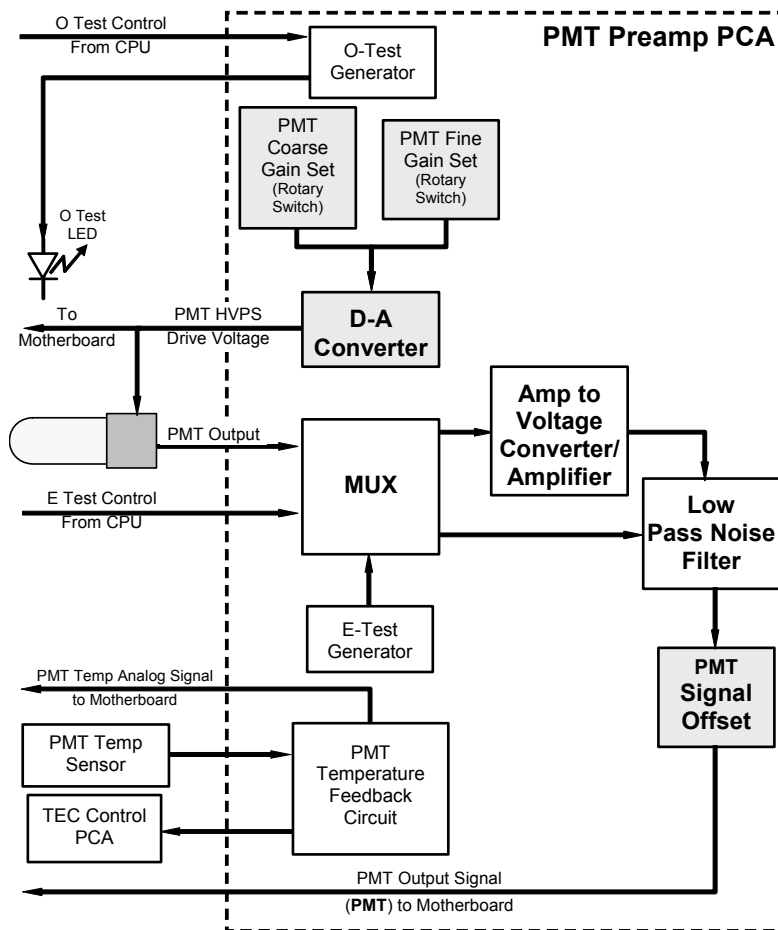 O Test Control
From CPU
O-Test
Generator
PMT Preamp PCA
PMT
Coarse
Gain Set
(Rotary
Switch)
PMT Fine
Gain Set
(Rotary
Switch)
O Test
LED
To
Motherboard
PMT HVPS
Drive Voltage
D-A
Converter
PMT Output
MUX
Amp to
Voltage
Converter/
Amplifier
E Test Control
From CPU
Low
Pass Noise
Filter
E-Test
Generator
PMT
Signal
Offset
PMT Temp Analog Signal
to Motherboard
PMT Temp
Sensor
PMT
Temperature
Feedback
Circuit
TEC Control
PCA
PMT Output Signal
(PMT) to Motherboard